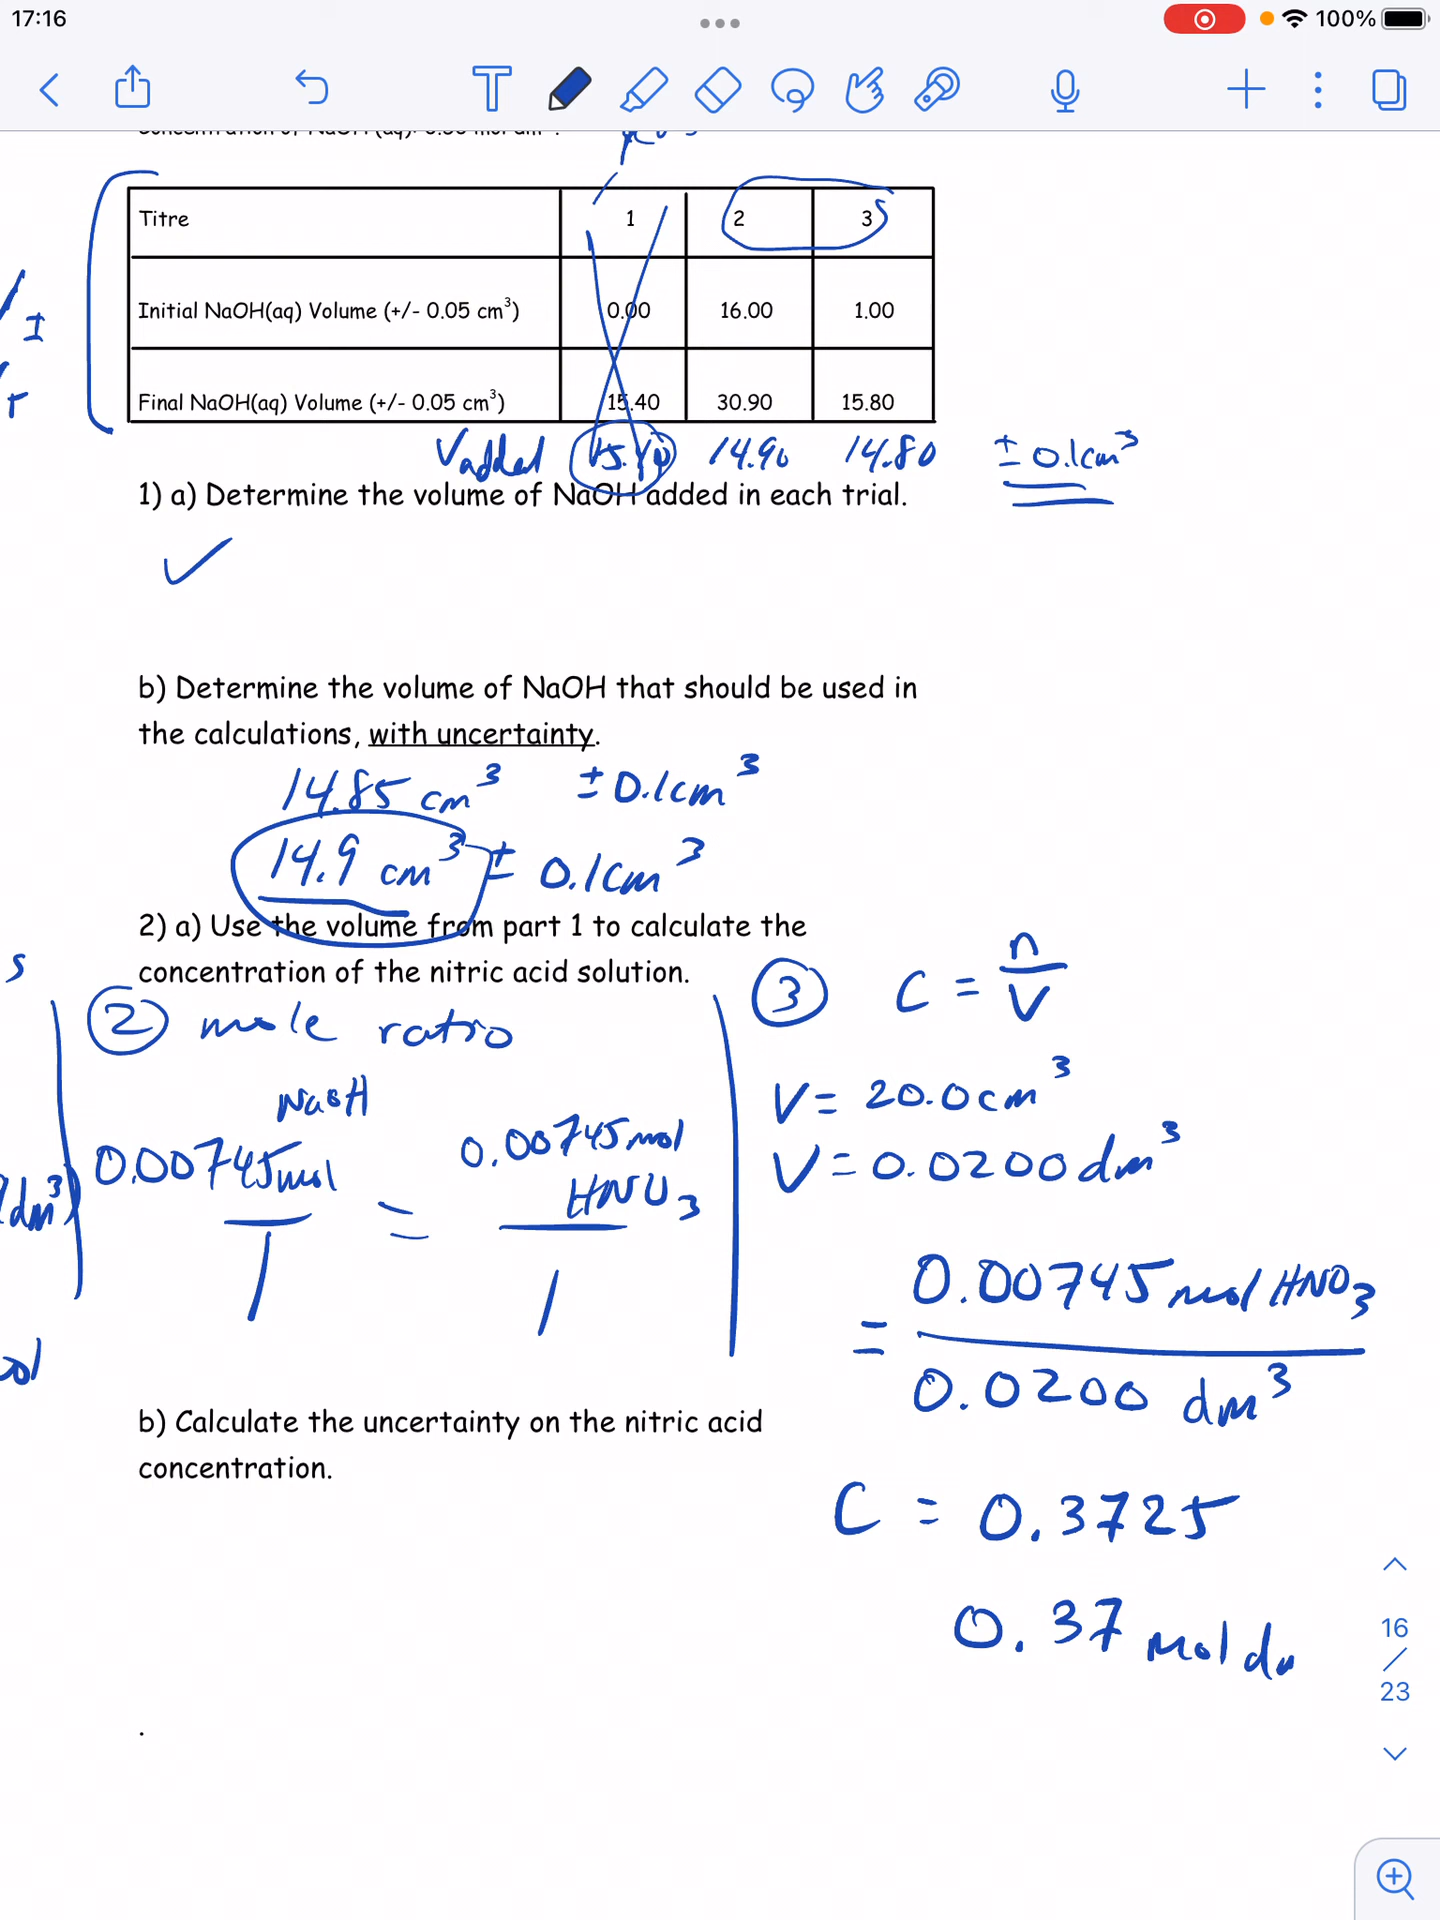 17:16
100%
T
Titre 1 2 3
Initial NaOH(aq) Volume (+/- 0.05 cm³) 0.00 16.00 1.00
Final NaOH(aq) Volume (+/- 0.05 cm³) 15.40 30.90 15.80
Vadded 15.40 14.90 14.80 ± 0.1cm³
1) a) Determine the volume of NaOH added in each trial.
b) Determine the volume of NaOH that should be used in
the calculations, with uncertainty.
14.85 cm³ ± 0.1cm³
14.9 cm³ ± 0.1cm³
2) a) Use the volume from part 1 to calculate the
concentration of the nitric acid solution.
② mole ratio
NaOH
0.00745mol
1
=
0.00745mol
HNO₃
1
③ C = n/V
V = 20.0cm³
V = 0.0200 dm³
= 0.00745 mol HNO₃
0.0200 dm³
C = 0.3725
0.37 mol
b) Calculate the uncertainty on the nitric acid
concentration.
.
16
/
23